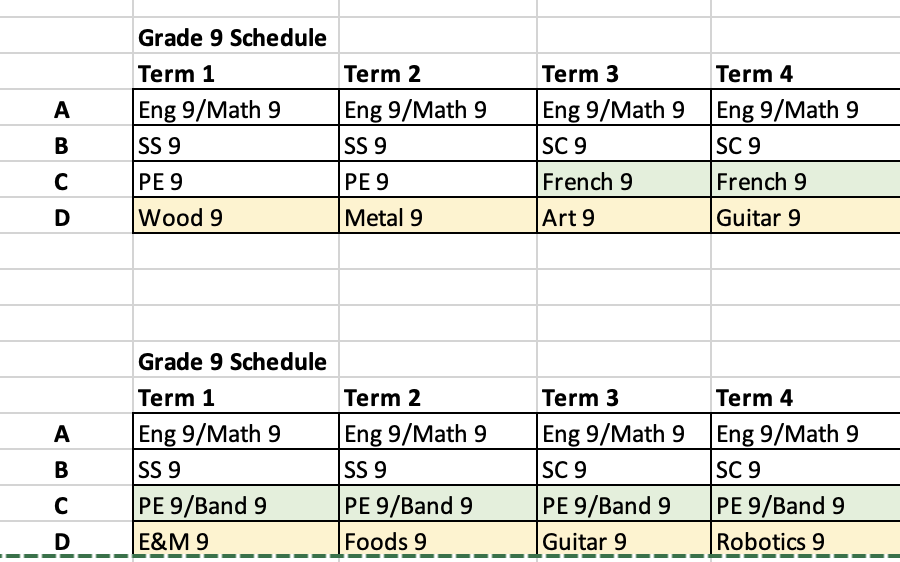 Grade 9 Schedule
Term 1 Term 2 Term 3 Term 4
A Eng 9/Math 9 Eng 9/Math 9 Eng 9/Math 9 Eng 9/Math 9
B SS 9 SS 9 SC 9 SC 9
C PE 9 PE 9 French 9 French 9
D Wood 9 Metal 9 Art 9 Guitar 9
Grade 9 Schedule
Term 1 Term 2 Term 3 Term 4
A Eng 9/Math 9 Eng 9/Math 9 Eng 9/Math 9 Eng 9/Math 9
B SS 9 SS 9 SC 9 SC 9
C PE 9/Band 9 PE 9/Band 9 PE 9/Band 9 PE 9/Band 9
D E&M 9 Foods 9 Guitar 9 Robotics 9